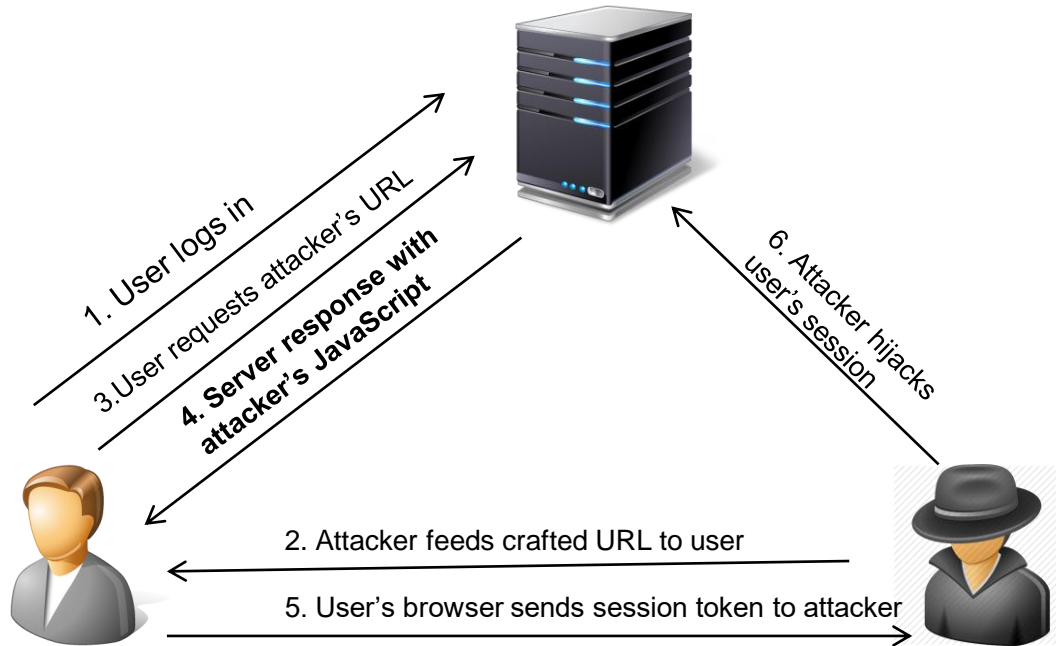 1. User logs in
3.User requests attacker's URL
4. Server response with
attacker's JavaScript
6. Attacker hijacks
user's session
2. Attacker feeds crafted URL to user
5. User's browser sends session token to attacker